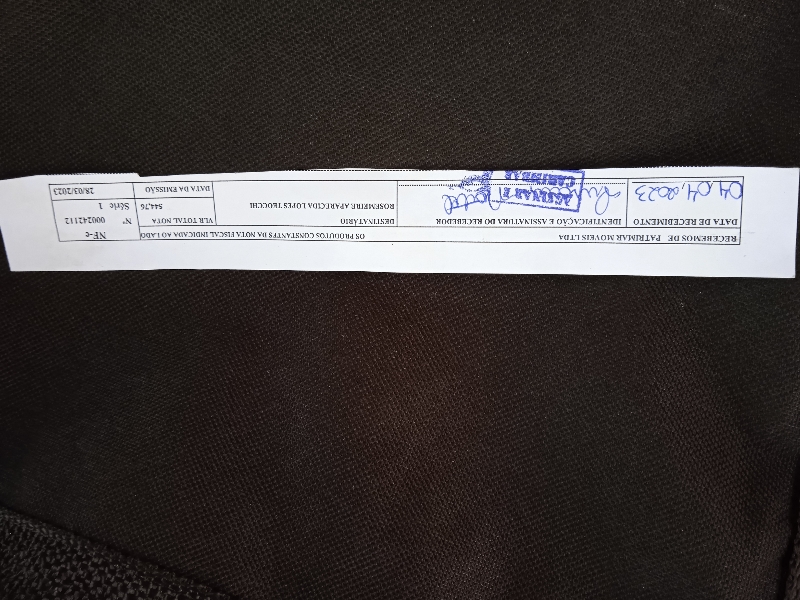 RECEBEMOS DE PATRIMAR MOVEIS LTDA OS PRODUTOS CONSTANTES DA NOTA FISCAL INDICADA AO LADO
NF-e
DATA DE RECEBIMENTO
IDENTIFICAÇÃO E ASSINATURA DO RECEBEDOR
DESTINATÁRIO
VLR TOTAL NOTA
Nº 000242112
04,04,2023
ROSEMEIRE APARECIDA LOPES TEOCCHI
544,76
Série 1
DATA DA EMISSÃO
28/03/2023